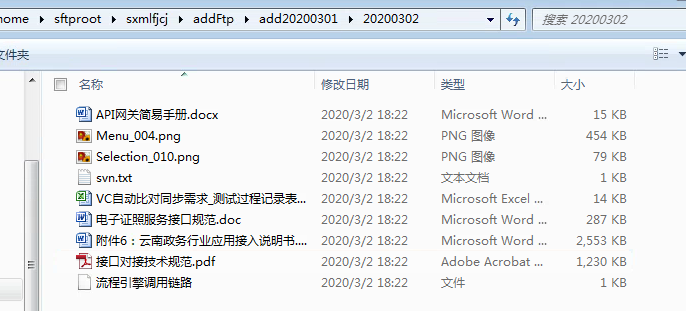 home ▸ sftproot ▸ sxmlfjcj ▸ addFtp ▸ add20200301 ▸ 20200302 搜索 20200302
文件夹
名称 修改日期 类型 大小
API网关简易手册.docx 2020/3/2 18:22 Microsoft Word ... 15 KB
Menu_004.png 2020/3/2 18:22 PNG 图像 454 KB
Selection_010.png 2020/3/2 18:22 PNG 图像 79 KB
svn.txt 2020/3/2 18:22 文本文档 1 KB
VC自动比对同步需求_测试过程记录表... 2020/3/2 18:22 Microsoft Excel ... 14 KB
电子证照服务接口规范.doc 2020/3/2 18:22 Microsoft Word ... 287 KB
附件6：云南政务行业应用接入说明书.... 2020/3/2 18:22 Microsoft Word ... 2,553 KB
接口对接技术规范.pdf 2020/3/2 18:22 Adobe Acrobat ... 1,230 KB
流程引擎调用链路 2020/3/2 18:22 文件 1 KB